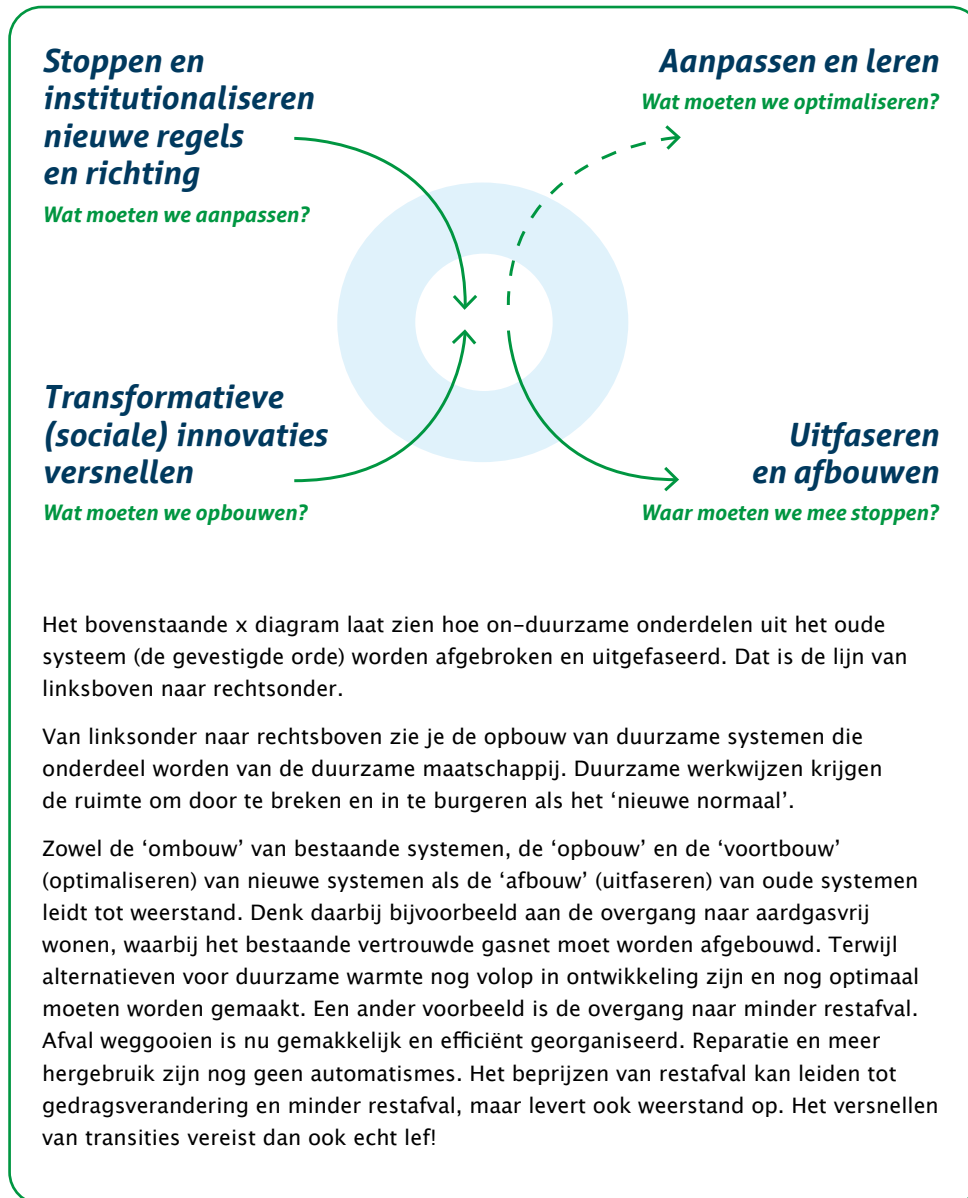 Stoppen en
institutionaliseren
nieuwe regels
en richting
Wat moeten we aanpassen?
Aanpassen en leren
Wat moeten we optimaliseren?
Transformatieve
(sociale) innovaties
versnellen
Wat moeten we opbouwen?
Uitfaseren
en afbouwen
Waar moeten we mee stoppen?
Het bovenstaande x diagram laat zien hoe on-duurzame onderdelen uit het oude
systeem (de gevestigde orde) worden afgebroken en uitgefaseerd. Dat is de lijn van
linksboven naar rechtsonder.
Van linksonder naar rechtsboven zie je de opbouw van duurzame systemen die
onderdeel worden van de duurzame maatschappij. Duurzame werkwijzen krijgen
de ruimte om door te breken en in te burgeren als het ‘nieuwe normaal’.
Zowel de ‘ombouw’ van bestaande systemen, de ‘opbouw’ en de ‘voortbouw’
(optimaliseren) van nieuwe systemen als de ‘afbouw’ (uitfaseren) van oude systemen
leidt tot weerstand. Denk daarbij bijvoorbeeld aan de overgang naar aardgasvrij
wonen, waarbij het bestaande vertrouwde gasnet moet worden afgebouwd. Terwijl
alternatieven voor duurzame warmte nog volop in ontwikkeling zijn en nog optimaal
moeten worden gemaakt. Een ander voorbeeld is de overgang naar minder restafval.
Afval weggooien is nu gemakkelijk en efficiënt georganiseerd. Reparatie en meer
hergebruik zijn nog geen automatismes. Het beprijzen van restafval kan leiden tot
gedragsverandering en minder restafval, maar levert ook weerstand op. Het versnellen
van transities vereist dan ook echt lef!